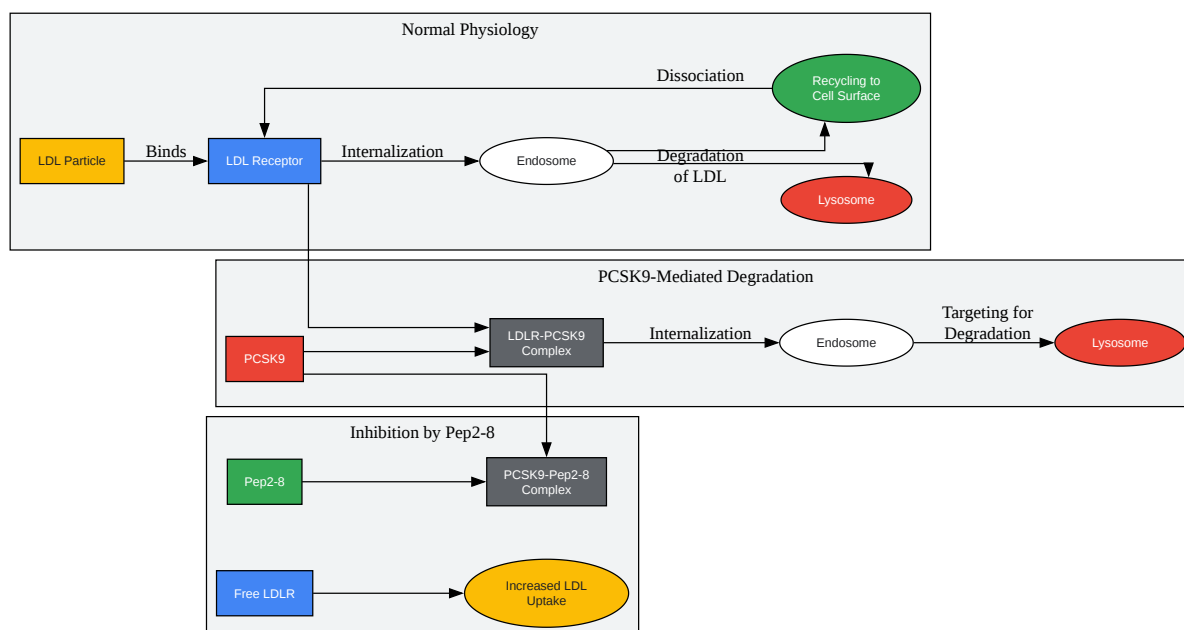 Normal Physiology
Dissociation
Recycling to
Cell Surface
LDL Particle
Binds
LDL Receptor
Internalization
Endosome
Degradation
of LDL
Lysosome
PCSK9-Mediated Degradation
PCSK9
LDLR-PCSK9
Complex
Internalization
Endosome
Targeting for
Degradation
Lysosome
Inhibition by Pep2-8
Pep2-8
PCSK9-Pep2-8
Complex
Free LDLR
Increased LDL
Uptake